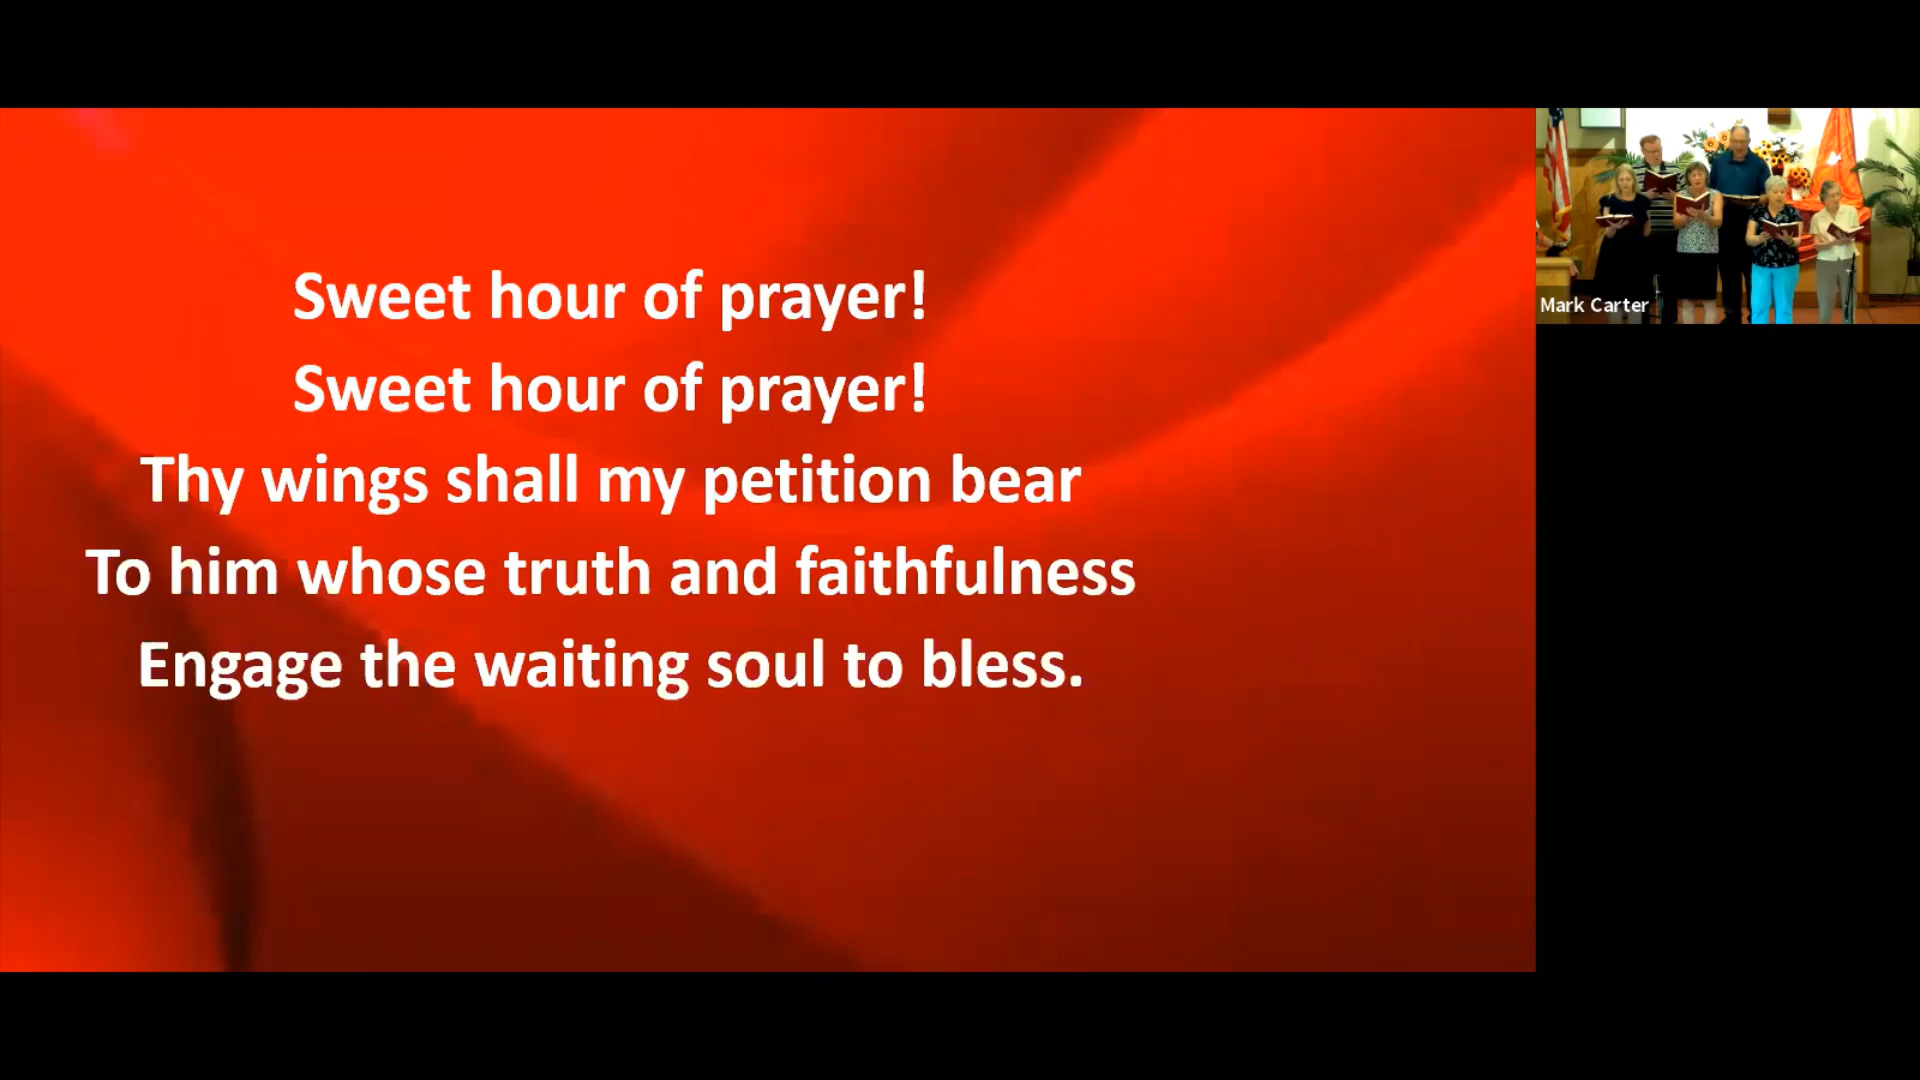 Sweet hour of prayer!
Sweet hour of prayer!
Thy wings shall my petition bear
To him whose truth and faithfulness
Engage the waiting soul to bless.
Mark Carter